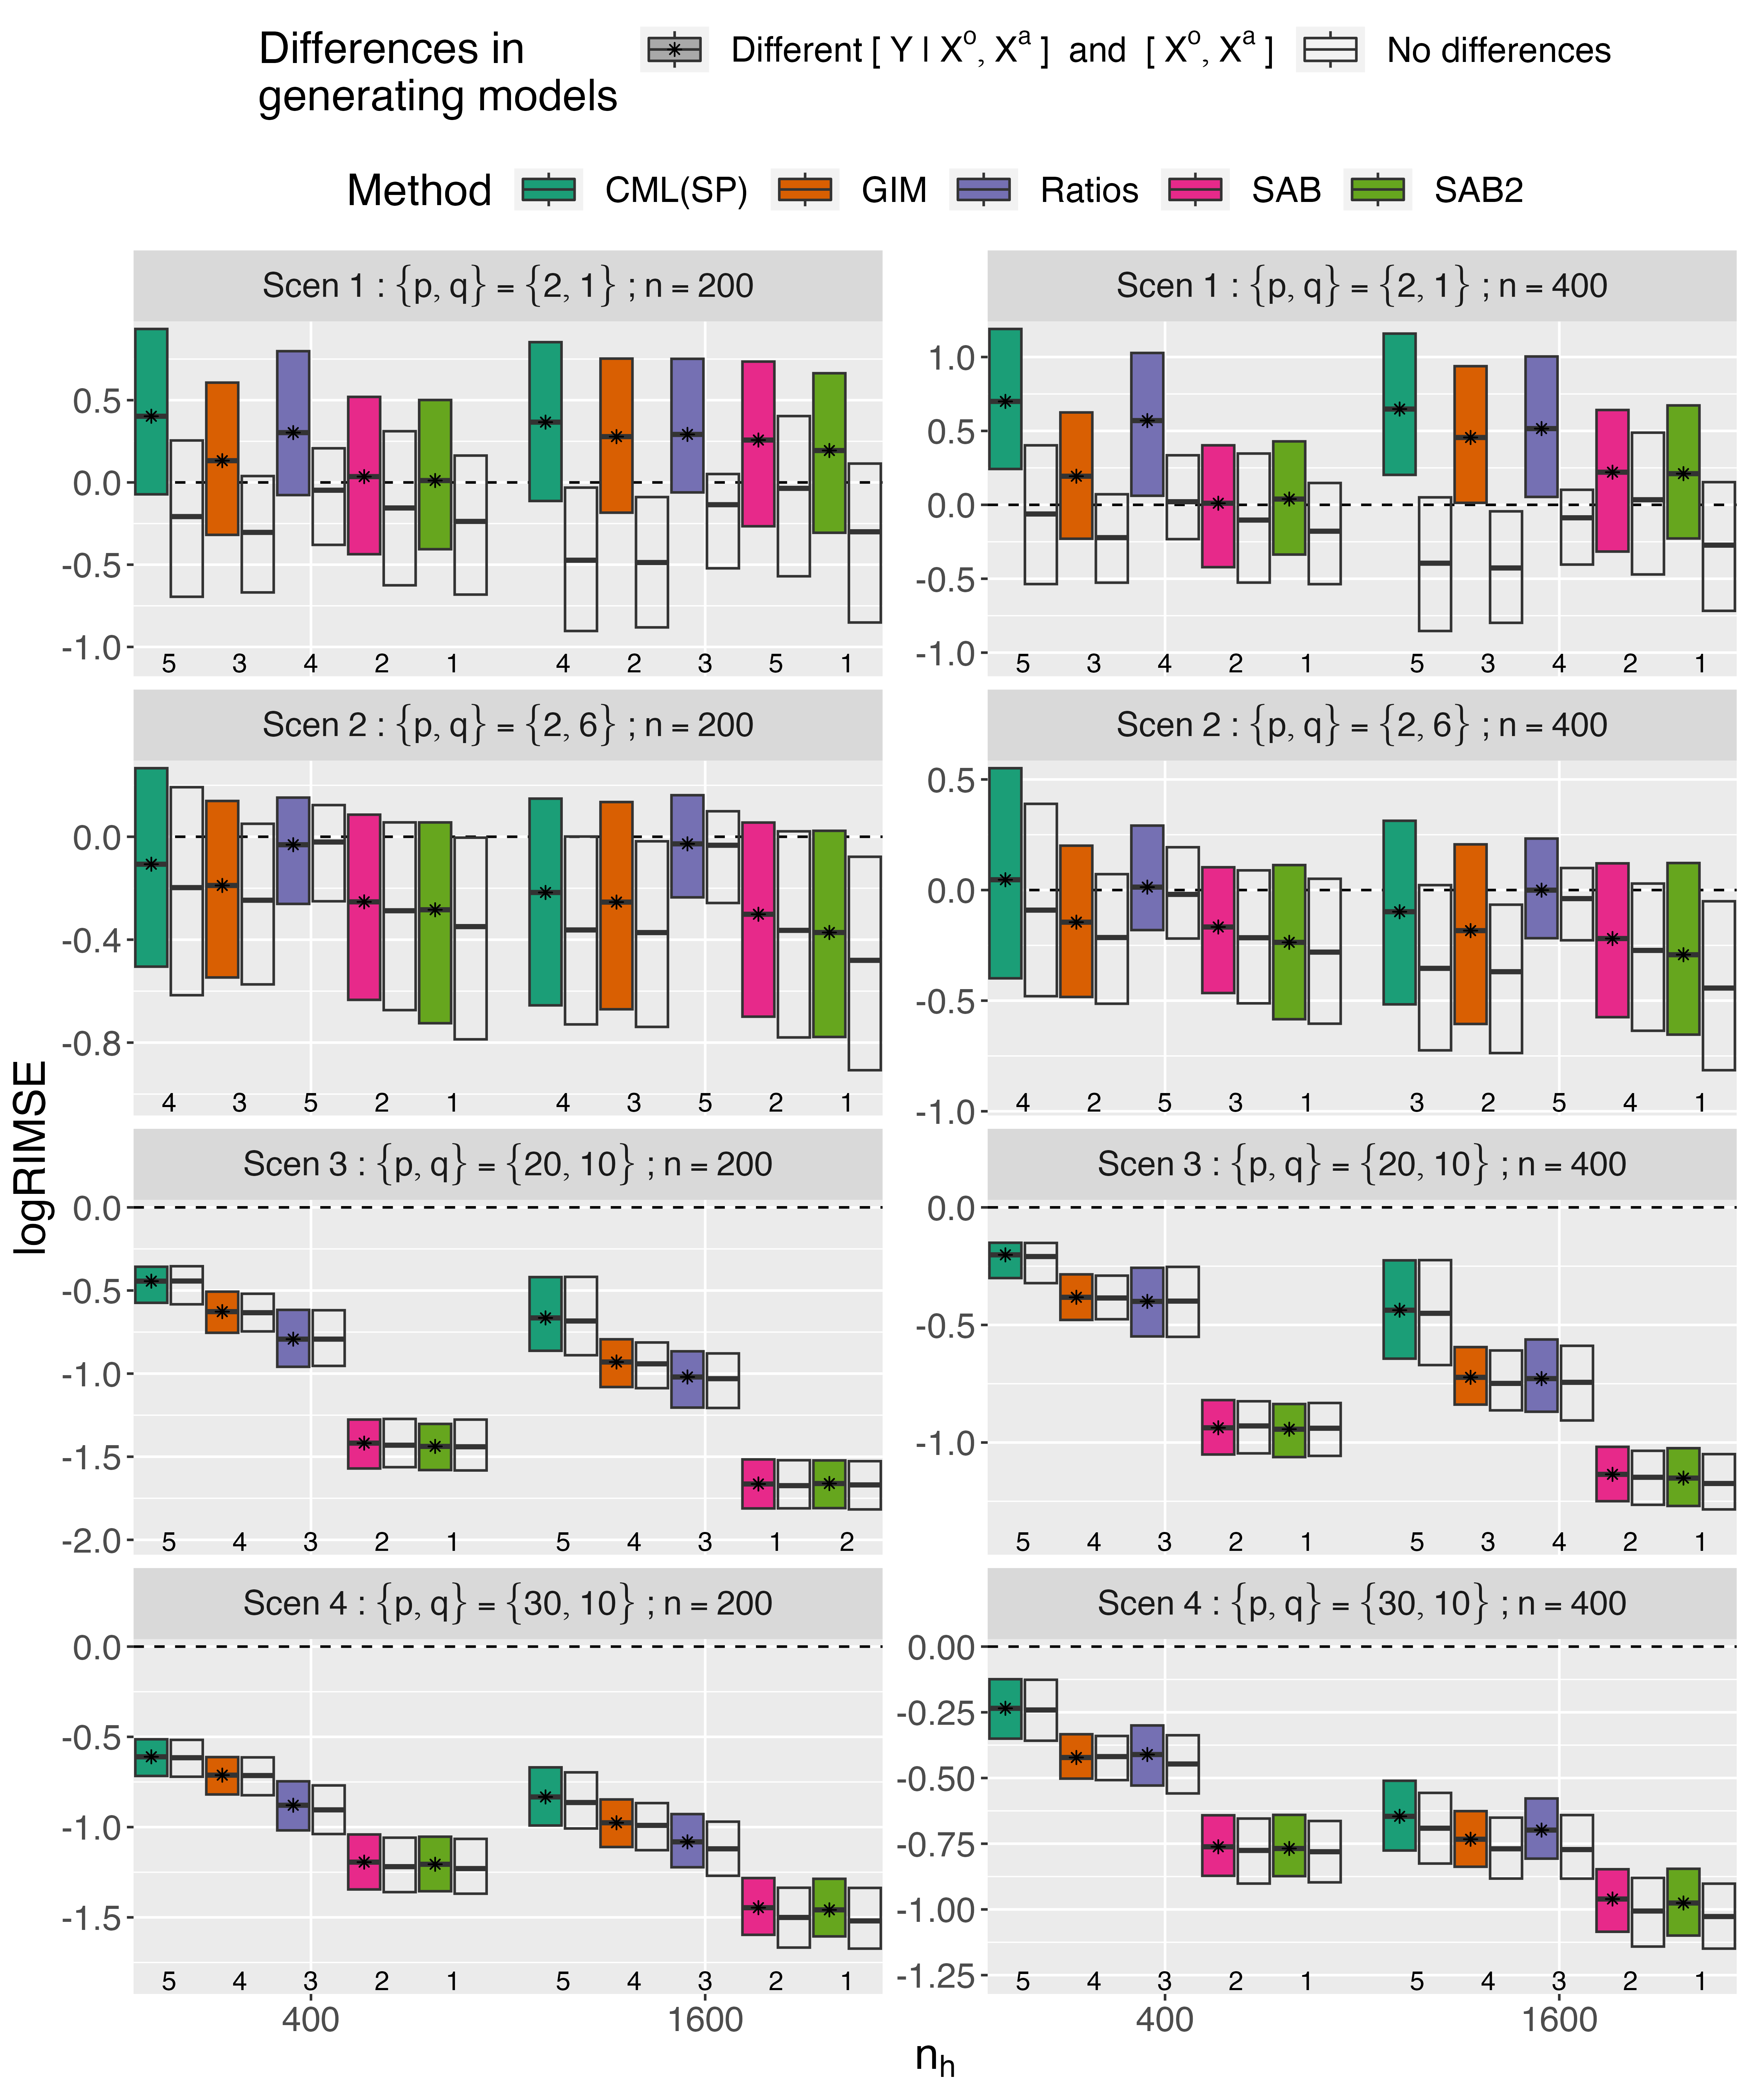 Differences in
generating models
Different [ Y | Xᵒ, Xᵃ ] and [ Xᵒ, Xᵃ ]
No differences
Method CML(SP) GIM Ratios SAB SAB2
Scen 1 : {p, q} = {2, 1} ; n = 200
0.5
0.0
-0.5
-1.0
5 3 4 2 1 4 2 3 5 1
Scen 1 : {p, q} = {2, 1} ; n = 400
1.0
0.5
0.0
-0.5
-1.0
5 3 4 2 1 5 3 4 2 1
Scen 2 : {p, q} = {2, 6} ; n = 200
0.0
-0.4
-0.8
4 3 5 2 1 4 3 5 2 1
Scen 2 : {p, q} = {2, 6} ; n = 400
0.5
0.0
-0.5
-1.0
4 2 5 3 1 3 2 5 4 1
logRIMSE
Scen 3 : {p, q} = {20, 10} ; n = 200
0.0
-0.5
-1.0
-1.5
-2.0
5 4 3 2 1 5 4 3 1 2
Scen 3 : {p, q} = {20, 10} ; n = 400
0.0
-0.5
-1.0
5 4 3 2 1 5 3 4 2 1
Scen 4 : {p, q} = {30, 10} ; n = 200
0.0
-0.5
-1.0
-1.5
5 4 3 2 1 5 4 3 2 1
400 1600
Scen 4 : {p, q} = {30, 10} ; n = 400
0.00
-0.25
-0.50
-0.75
-1.00
-1.25
5 4 3 2 1 5 4 3 2 1
400 1600
nₕ